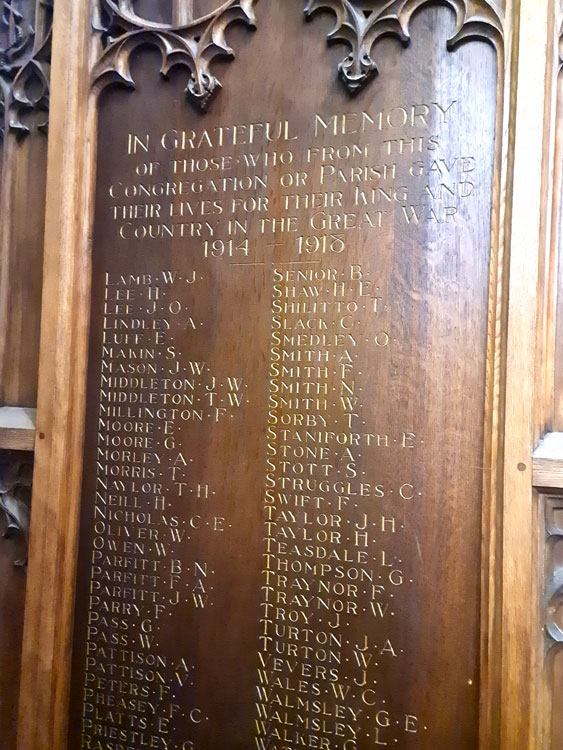 IN GRATEFUL MEMORY
OF THOSE WHO FROM THIS
CONGREGATION OR PARISH GAVE
THEIR LIVES FOR THEIR KING AND
COUNTRY IN THE GREAT WAR
1914 – 1918
LAMB · W · J ·
LEE · H ·
LEE · J · O ·
LINDLEY · A ·
LUFF · E ·
MAKIN · S ·
MASON · J · W ·
MIDDLETON · J · W ·
MIDDLETON · T · W ·
MILLINGTON · F ·
MOORE · E ·
MOORE · G ·
MORLEY · A ·
MORRIS · T ·
NAYLOR · T · H ·
NEILL · H ·
NICHOLAS · C · E ·
OLIVER · W ·
OWEN · W ·
PARFITT · B · N ·
PARFITT · F · A ·
PARFITT · J · W ·
PARRY · F ·
PASS · G ·
PASS · W ·
PATTISON · A ·
PATTISON · V ·
PETERS · F ·
PHEASEY · F · C ·
PLATTS · E ·
PRIESTLEY · G ·
SENIOR · B ·
SHAW · H · E ·
SHILITTO · T ·
SLACK · C ·
SMEDLEY · O ·
SMITH · A ·
SMITH · F ·
SMITH · N ·
SMITH · W ·
SORBY · T ·
STANIFORTH · E ·
STONE · A ·
STOTT · S ·
STRUGGLES · C ·
SWIFT · F ·
TAYLOR · J · H ·
TAYLOR · H ·
TEASDALE · L ·
THOMPSON · G ·
TRAYNOR · F ·
TRAYNOR · W ·
TROY · J ·
TURTON · J · A ·
TURTON · W ·
VEVERS · J ·
WALES · W · C ·
WALMSLEY · G · E ·
WALMSLEY · L ·
WALKER · G ·